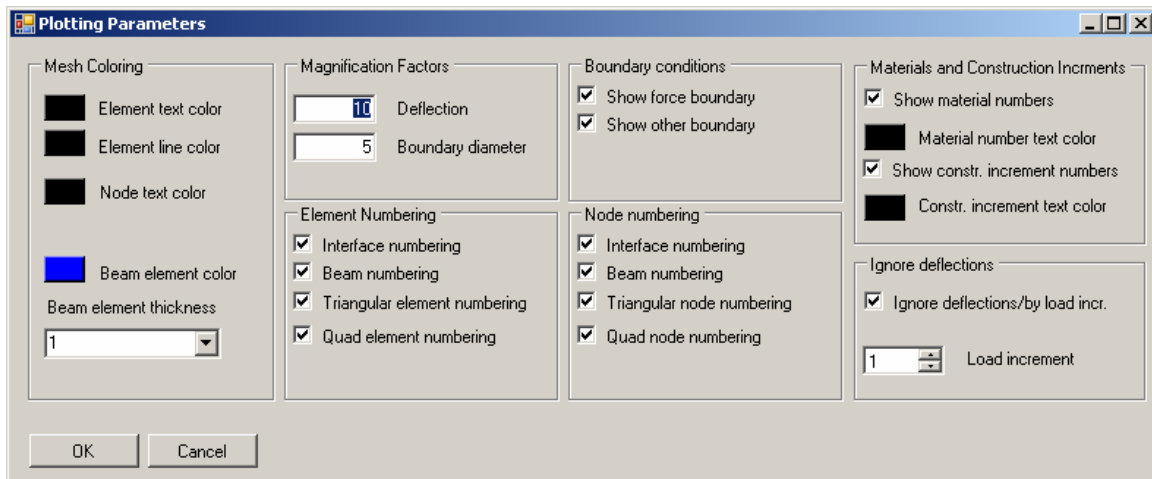 Plotting Parameters
Mesh Coloring
Element text color
Element line color
Node text color
Beam element color
Beam element thickness
1
Magnification Factors
10 Deflection
5 Boundary diameter
Element Numbering
Interface numbering
Beam numbering
Triangular element numbering
Quad element numbering
Boundary conditions
Show force boundary
Show other boundary
Node numbering
Interface numbering
Beam numbering
Triangular node numbering
Quad node numbering
Materials and Construction Incrments
Show material numbers
Material number text color
Show constr. increment numbers
Constr. increment text color
Ignore deflections
Ignore deflections/by load incr.
1 Load increment
OK Cancel